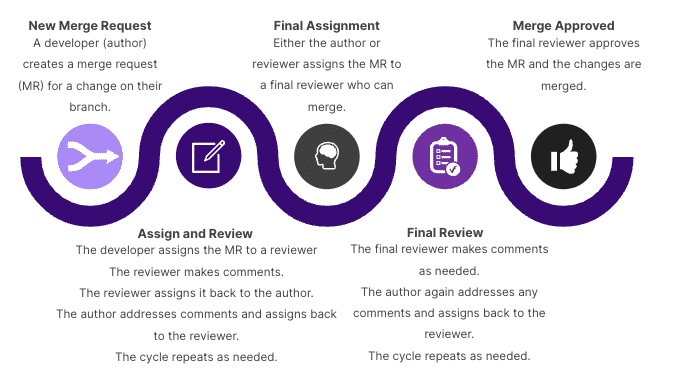 New Merge Request
A developer (author)
creates a merge request
(MR) for a change on their
branch.
Assign and Review
The developer assigns the MR to a reviewer
The reviewer makes comments.
The reviewer assigns it back to the author.
The author addresses comments and assigns back
to the reviewer.
The cycle repeats as needed.
Final Assignment
Either the author or
reviewer assigns the MR to
a final reviewer who can
merge.
Final Review
The final reviewer makes comments
as needed.
The author again addresses any
comments and assigns back to the
reviewer.
The cycle repeats as needed.
Merge Approved
The final reviewer approves
the MR and the changes are
merged.